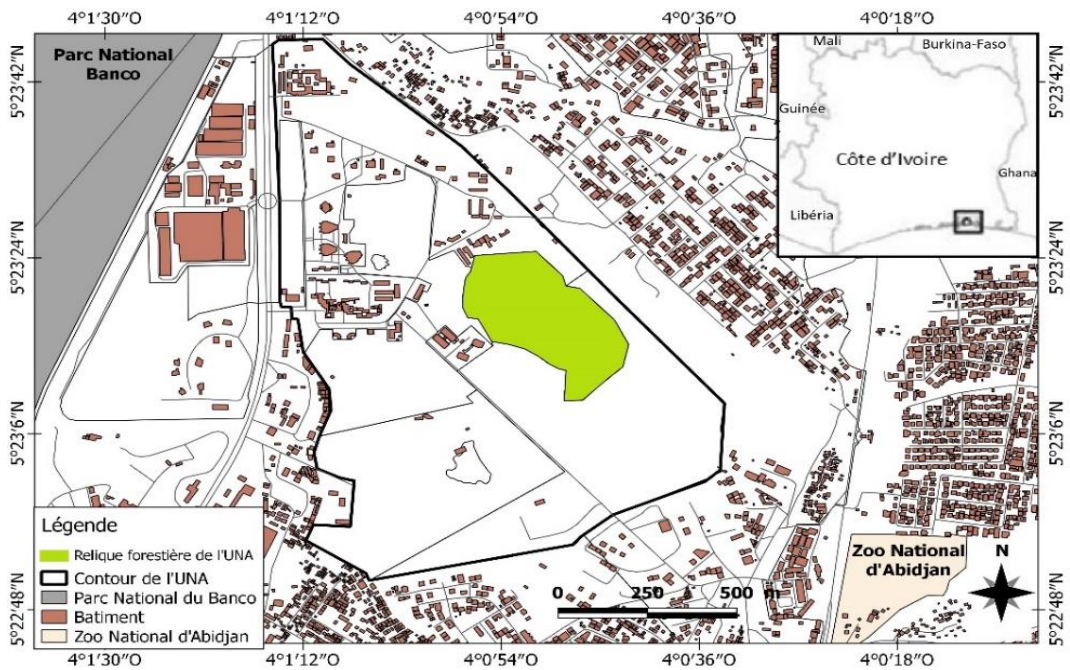 4°1′30″O 4°1′12″O 4°0′54″O 4°0′36″O 4°0′18″O
Parc National
Banco
Mali
Burkina-Faso
Guinée
Côte d'Ivoire
Ghana
Libéria
5°23′42″N
5°23′42″N
5°23′24″N
5°23′24″N
5°23′6″N
5°23′6″N
5°22′48″N
5°22′48″N
Légende
Relique forestière de l'UNA
Contour de l'UNA
Parc National du Banco
Batiment
Zoo National d'Abidjan
Zoo National
d'Abidjan
N
0 250 500 m
4°1′30″O 4°1′12″O 4°0′54″O 4°0′36″O 4°0′18″O